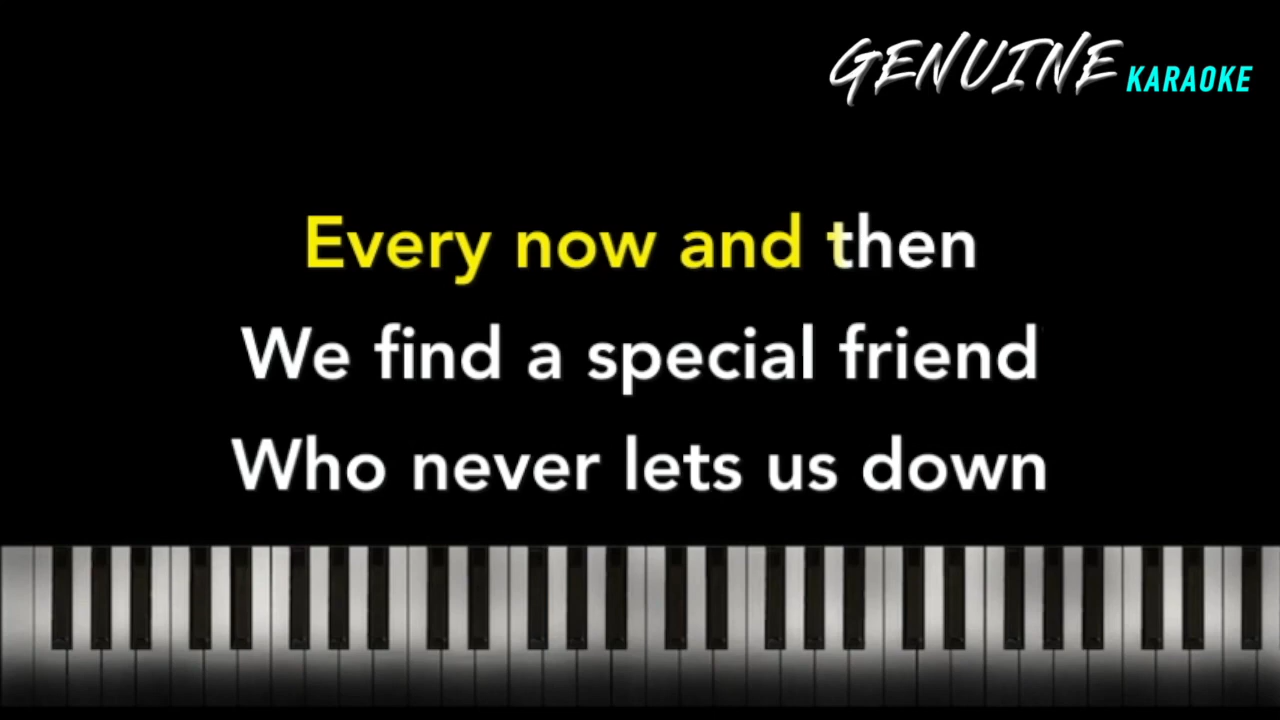 GENUINE KARAOKE
Every now and then
We find a special friend
Who never lets us down